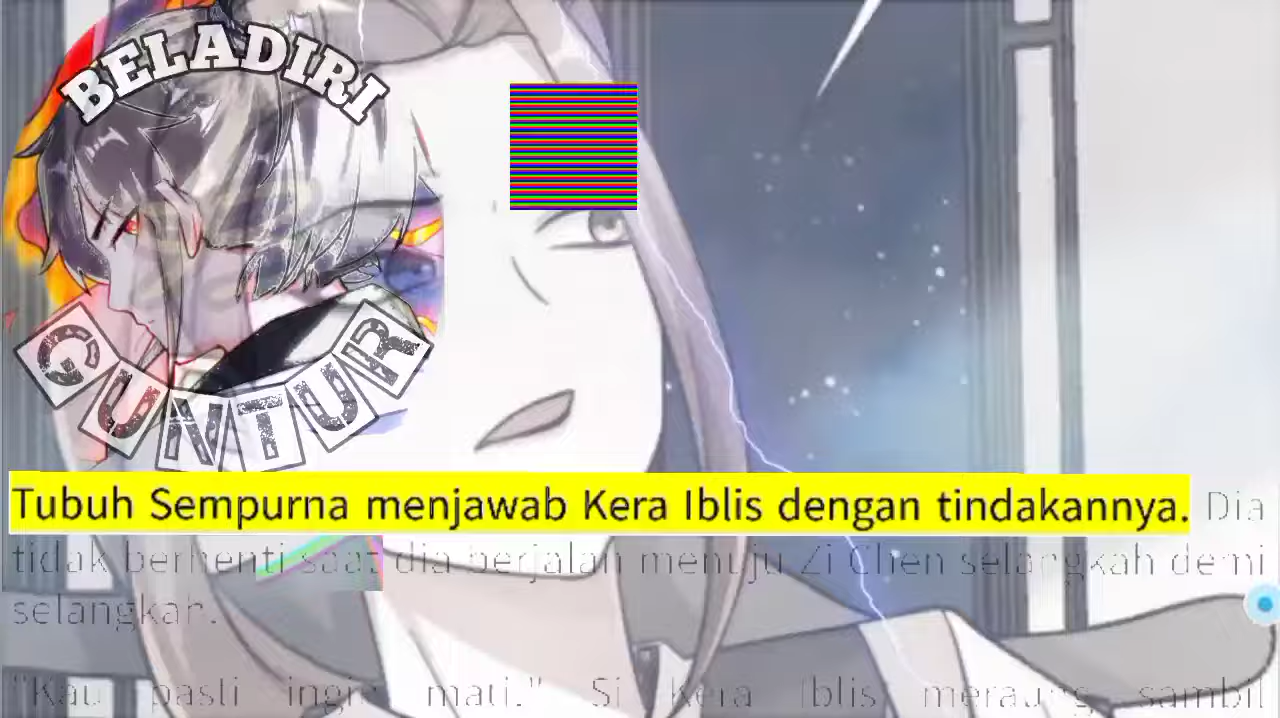 BELADIRI
GUNTUR
Tubuh Sempurna menjawab Kera Iblis dengan tindakannya. Dia
tidak berhenti saat dia berjalan menuju Zi Chen selangkah demi
selangkah.
"Kau pasti ingin mati." Si Kera Iblis meraung sambil